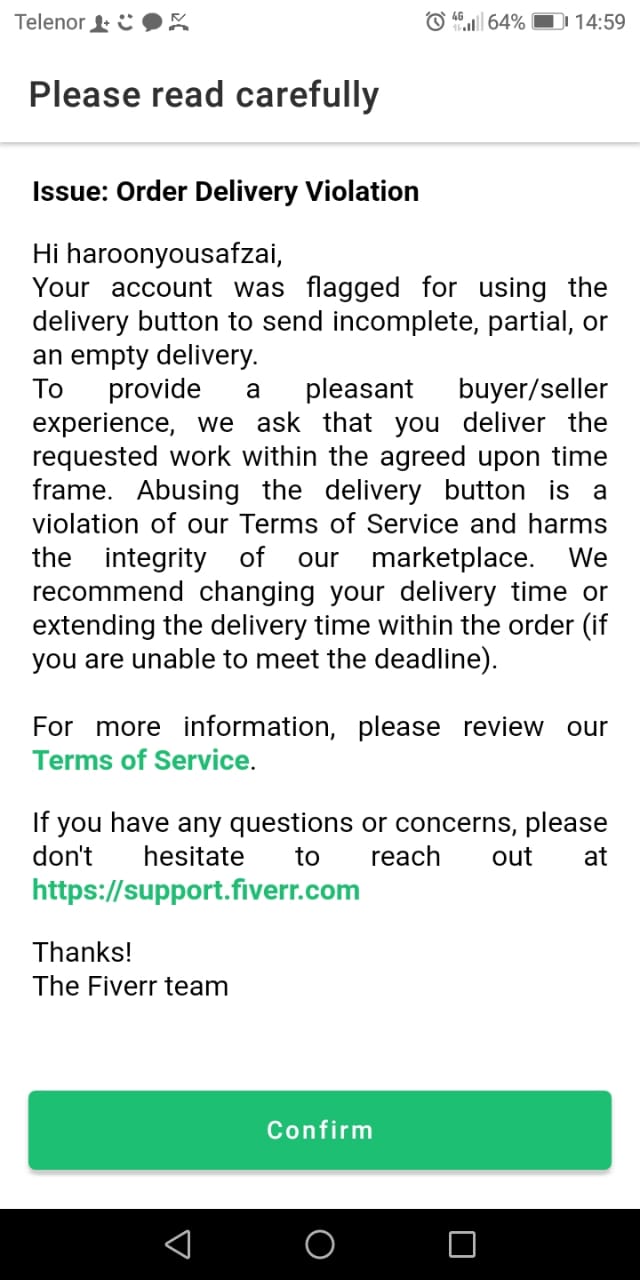 Telenor 4G 64% 14:59
Please read carefully
Issue: Order Delivery Violation
Hi haroonyousafzai,
Your account was flagged for using the
delivery button to send incomplete, partial, or
an empty delivery.
To provide a pleasant buyer/seller
experience, we ask that you deliver the
requested work within the agreed upon time
frame. Abusing the delivery button is a
violation of our Terms of Service and harms
the integrity of our marketplace. We
recommend changing your delivery time or
extending the delivery time within the order (if
you are unable to meet the deadline).
For more information, please review our
Terms of Service.
If you have any questions or concerns, please
don't hesitate to reach out at
https://support.fiverr.com
Thanks!
The Fiverr team
Confirm